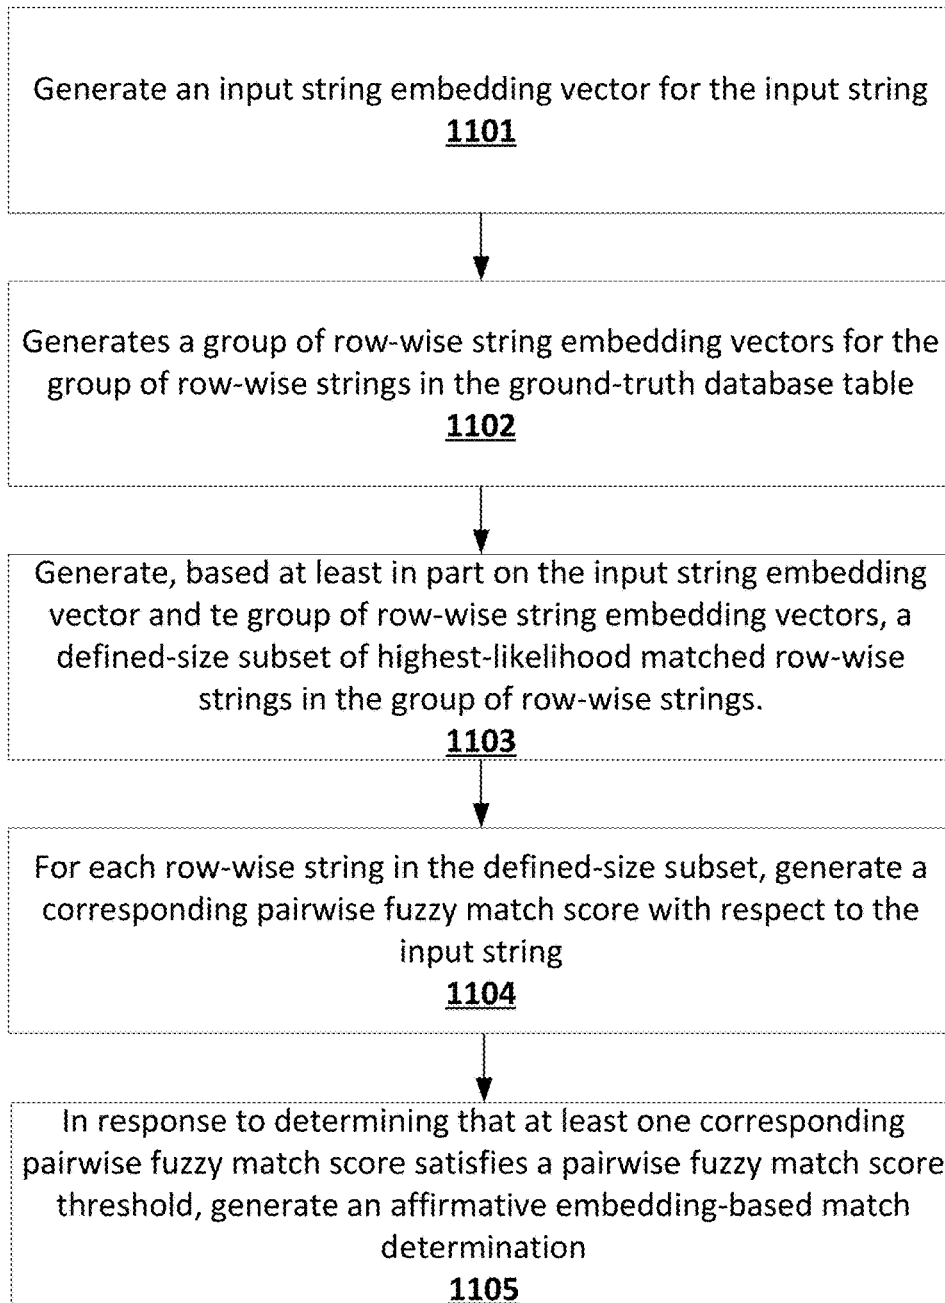 Generate an input string embedding vector for the input string
1101
Generates a group of row-wise string embedding vectors for the
group of row-wise strings in the ground-truth database table
1102
Generate, based at least in part on the input string embedding
vector and te group of row-wise string embedding vectors, a
defined-size subset of highest-likelihood matched row-wise
strings in the group of row-wise strings.
1103
For each row-wise string in the defined-size subset, generate a
corresponding pairwise fuzzy match score with respect to the
input string
1104
In response to determining that at least one corresponding
pairwise fuzzy match score satisfies a pairwise fuzzy match score
threshold, generate an affirmative embedding-based match
determination
1105